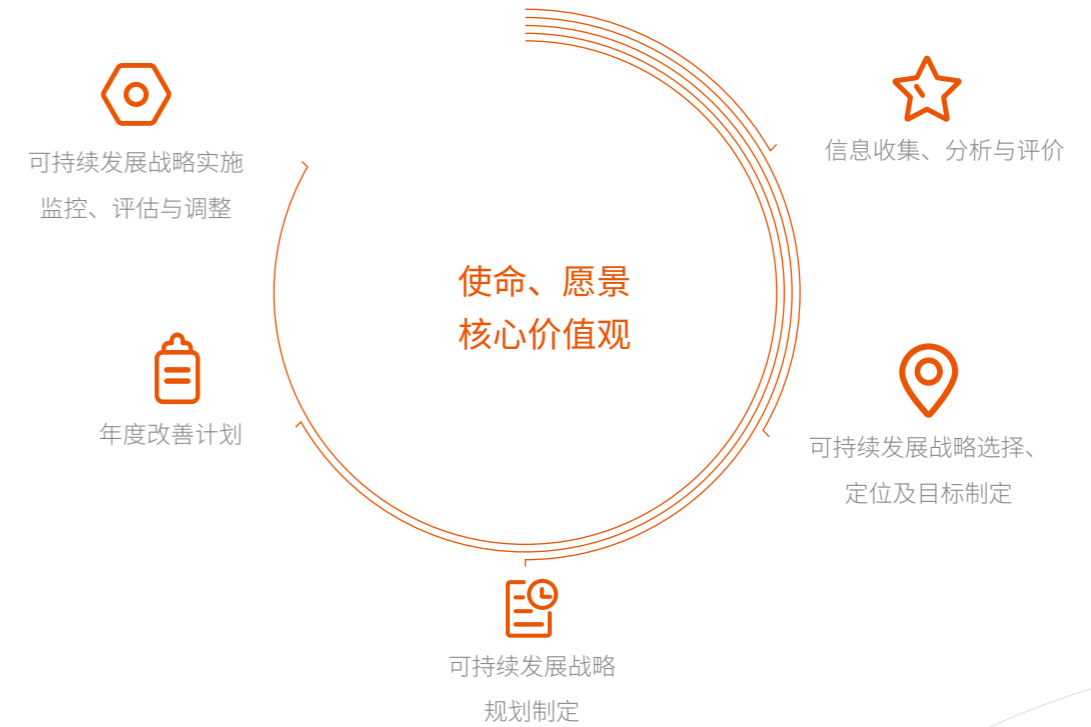 可持续发展战略实施
监控、评估与调整
信息收集、分析与评价
使命、愿景
核心价值观
年度改善计划
可持续发展战略选择、
定位及目标制定
可持续发展战略
规划制定